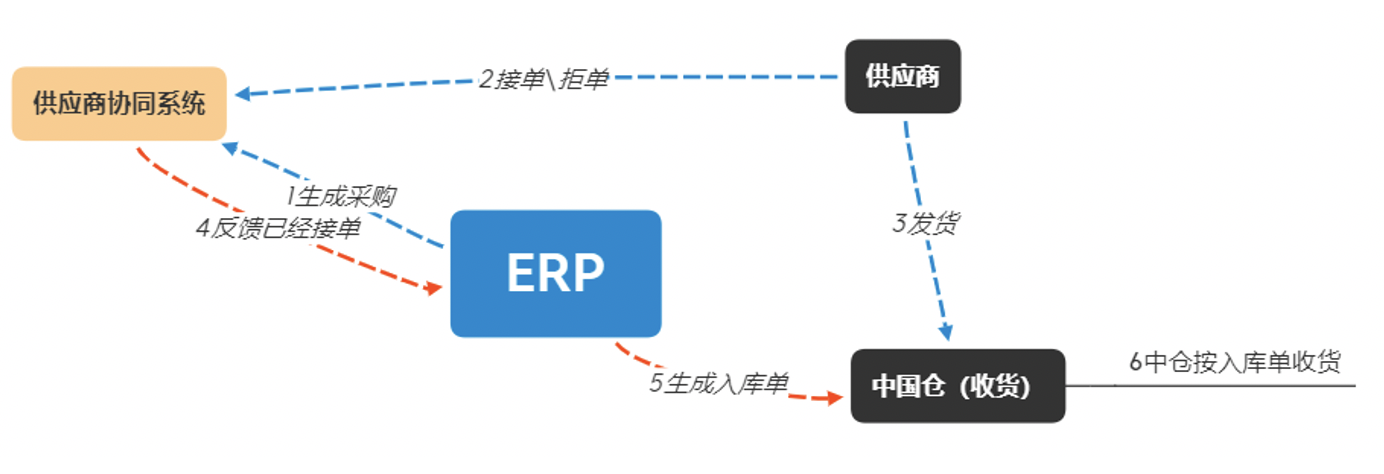 供应商
2接单\拒单
供应商协同系统
1生成采购
4反馈已经接单
3发货
ERP
6中仓按入库单收货
5生成入库单
中国仓（收货）